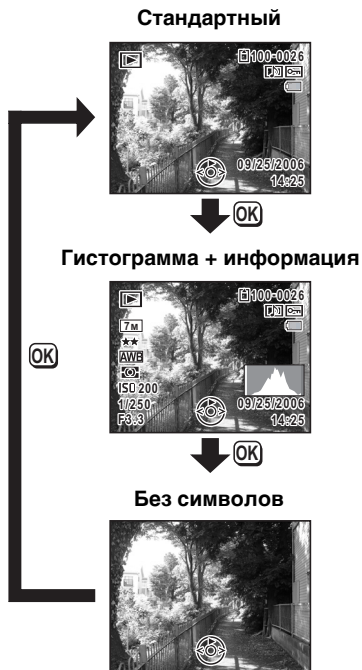 Стандартный
100-0026
09/25/2006
14:25
OK
Гистограмма + информация
100-0026
7M
★★
AWB
ISO 200
1/250
F3.3
09/25/2006
14:25
OK
OK
Без символов